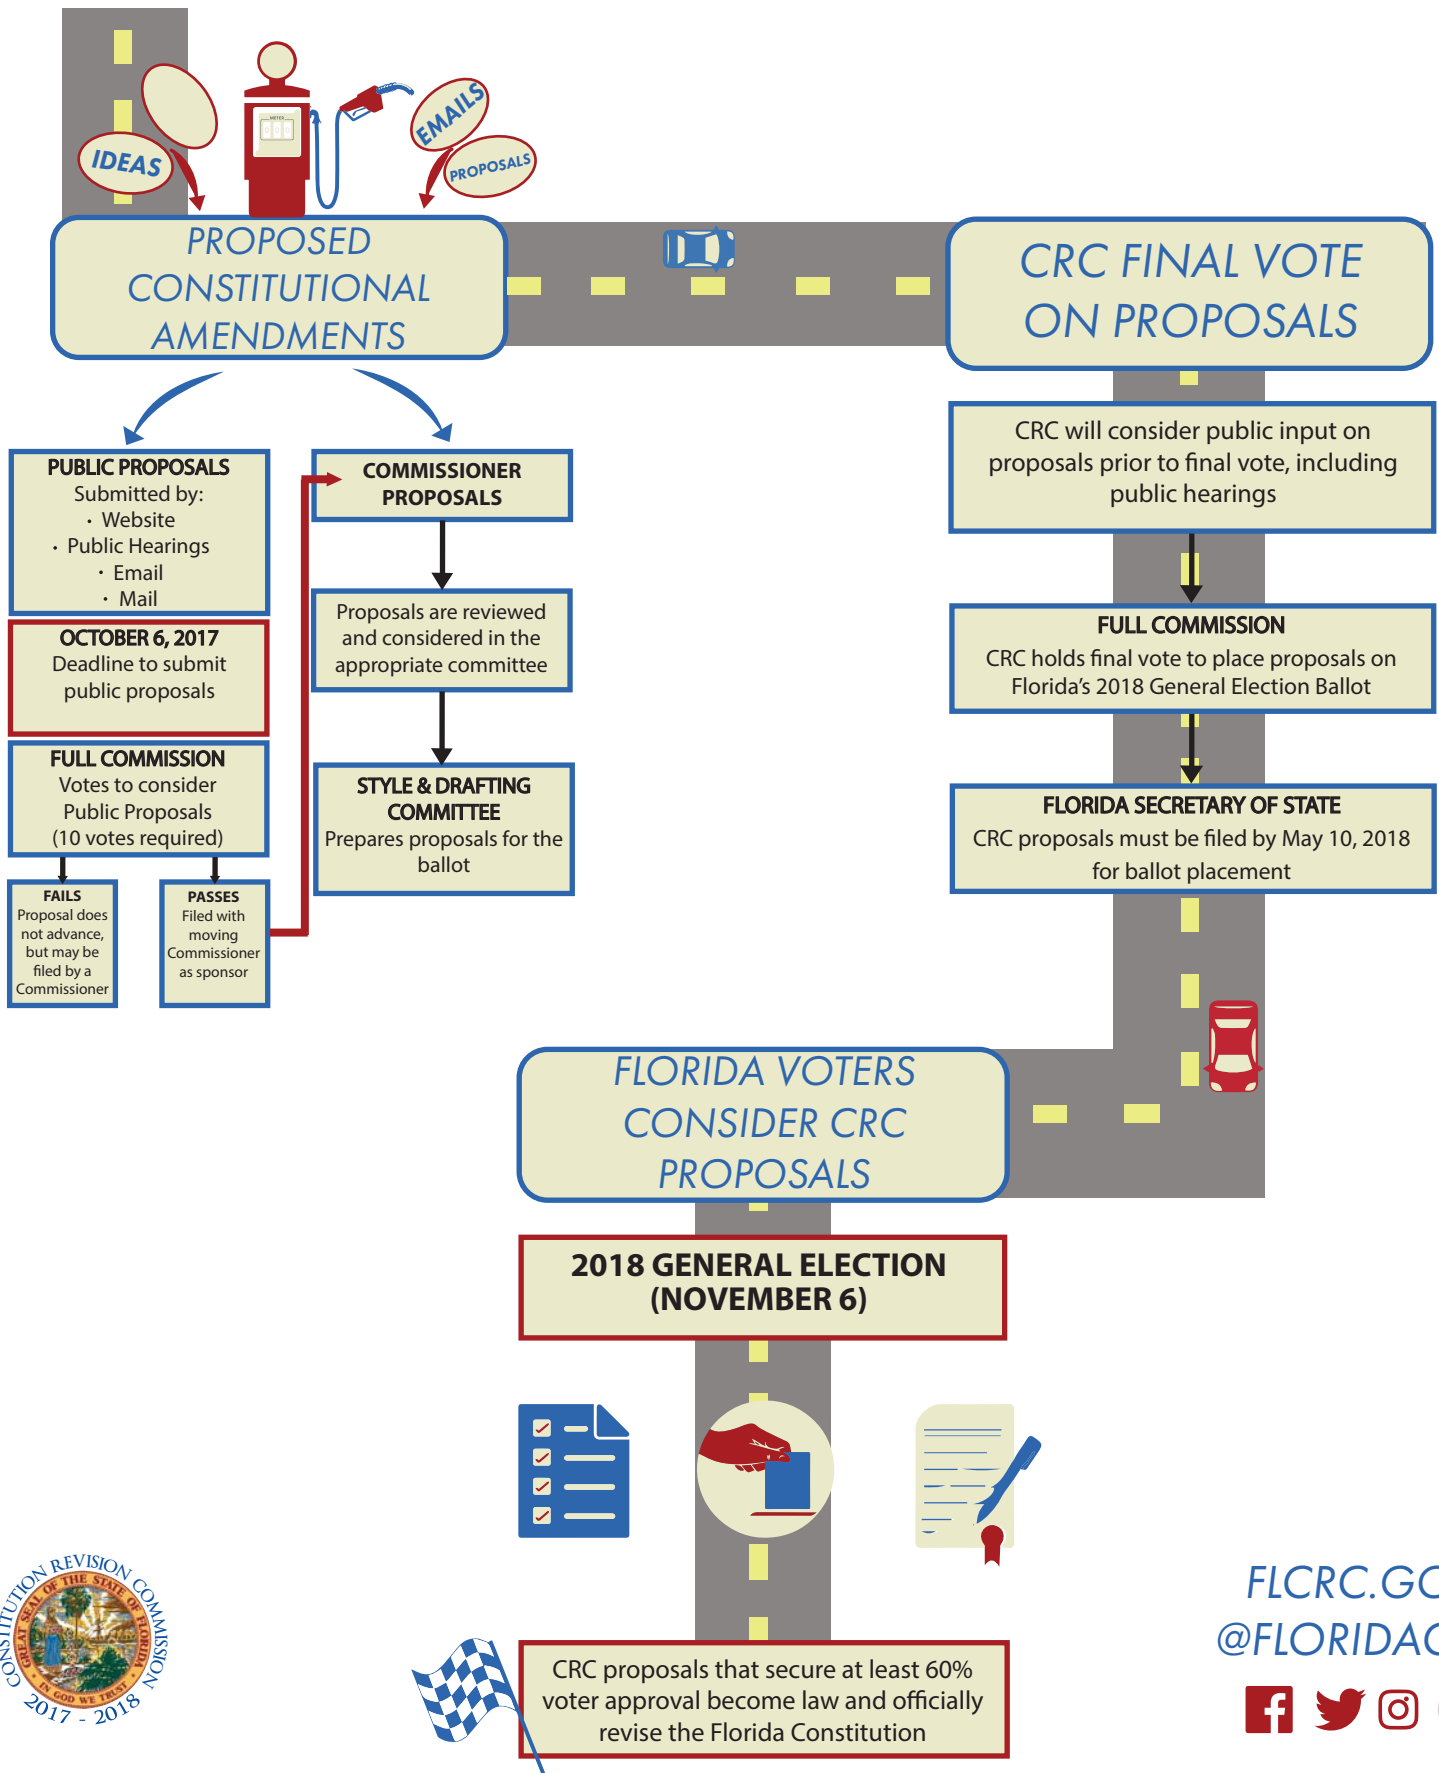 IDEAS
METER
0 0 0
EMAILS
PROPOSALS
PROPOSED
CONSTITUTIONAL
AMENDMENTS
CRC FINAL VOTE
ON PROPOSALS
PUBLIC PROPOSALS
Submitted by:
• Website
• Public Hearings
• Email
• Mail
OCTOBER 6, 2017
Deadline to submit
public proposals
FULL COMMISSION
Votes to consider
Public Proposals
(10 votes required)
FAILS
Proposal does
not advance,
but may be
filed by a
Commissioner
PASSES
Filed with
moving
Commissioner
as sponsor
COMMISSIONER
PROPOSALS
Proposals are reviewed
and considered in the
appropriate committee
STYLE & DRAFTING
COMMITTEE
Prepares proposals for the
ballot
CRC will consider public input on
proposals prior to final vote, including
public hearings
FULL COMMISSION
CRC holds final vote to place proposals on
Florida's 2018 General Election Ballot
FLORIDA SECRETARY OF STATE
CRC proposals must be filed by May 10, 2018
for ballot placement
FLORIDA VOTERS
CONSIDER CRC
PROPOSALS
2018 GENERAL ELECTION
(NOVEMBER 6)
CONSTITUTION REVISION COMMISSION
GREAT SEAL OF THE STATE OF FLORIDA
IN GOD WE TRUST
2017 - 2018
CRC proposals that secure at least 60%
voter approval become law and officially
revise the Florida Constitution
FLCRC.GO
@FLORIDAC